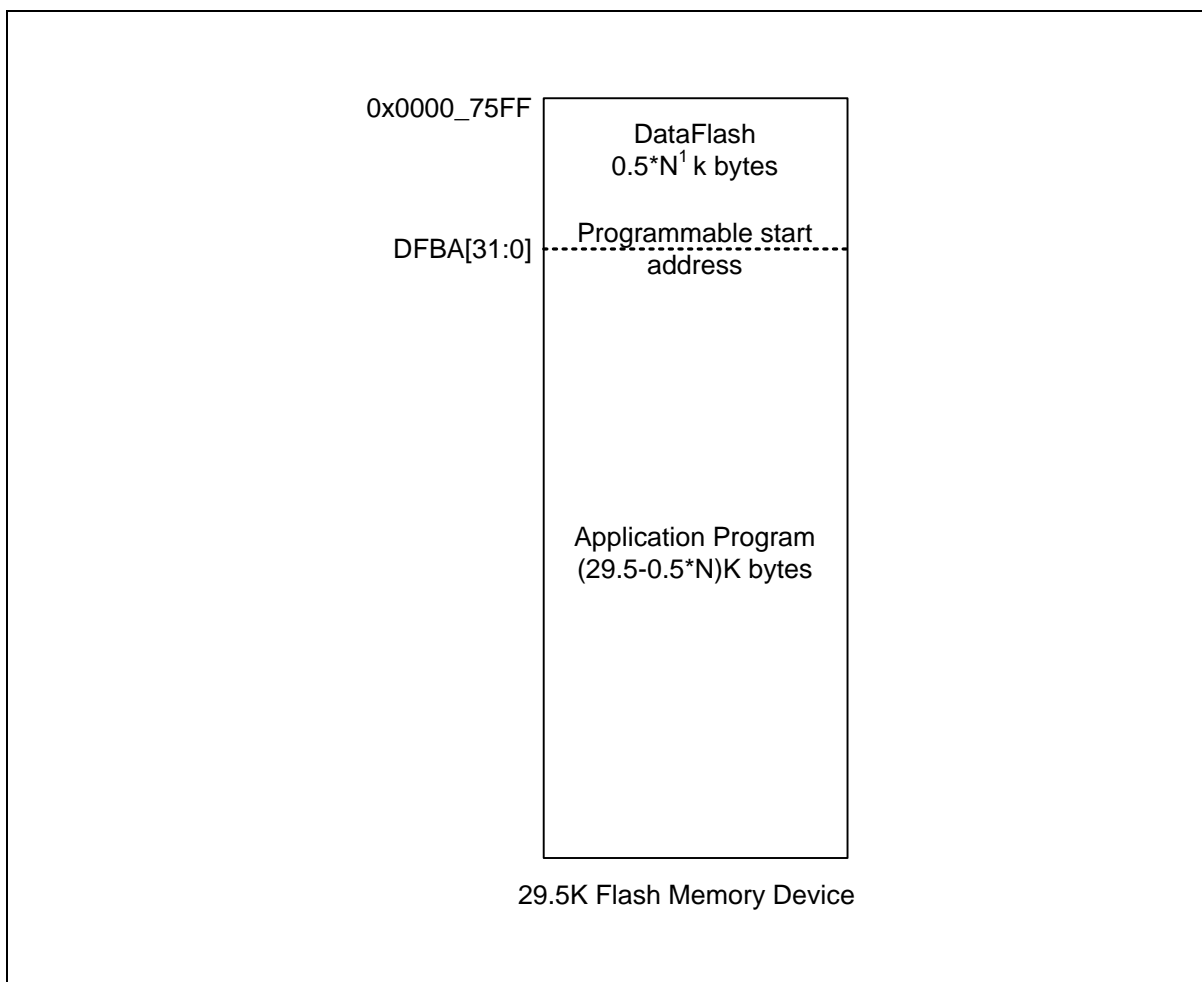 0x0000_75FF
DataFlash
0.5*N¹ k bytes
Programmable start
DFBA[31:0]
address
Application Program
(29.5-0.5*N)K bytes
29.5K Flash Memory Device